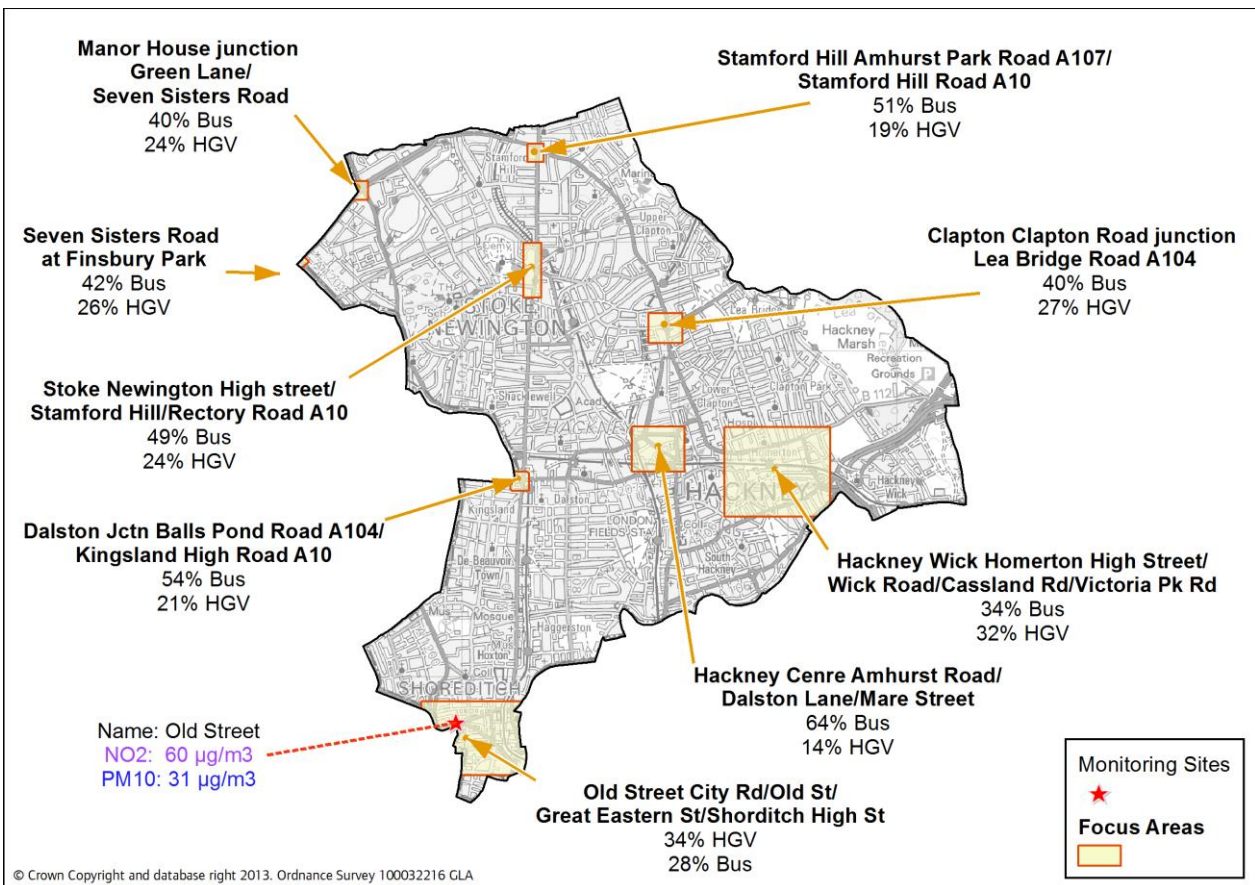 Manor House junction
Green Lane/
Seven Sisters Road
40% Bus
24% HGV
Stamford Hill Amhurst Park Road A107/
Stamford Hill Road A10
51% Bus
19% HGV
Seven Sisters Road
at Finsbury Park
42% Bus
26% HGV
Clapton Clapton Road junction
Lea Bridge Road A104
40% Bus
27% HGV
Stoke Newington High street/
Stamford Hill/Rectory Road A10
49% Bus
24% HGV
Dalston Jctn Balls Pond Road A104/
Kingsland High Road A10
54% Bus
21% HGV
Hackney Wick Homerton High Street/
Wick Road/Cassland Rd/Victoria Pk Rd
34% Bus
32% HGV
Hackney Cenre Amhurst Road/
Dalston Lane/Mare Street
64% Bus
14% HGV
Name: Old Street
NO2: 60 µg/m3
PM10: 31 µg/m3
Old Street City Rd/Old St/
Great Eastern St/Shorditch High St
34% HGV
28% Bus
Stamford
Hill
Upper
Clapton
STOKE
NEWINGTON
Lea Bridge
Hackney
Marsh
Recreation
Grounds
P
B 112
Shacklewell
Acad
Lower
Clapton
Clapton Park
HACKNEY
Homerton
Hackney
Wick
HACKNEY
Kingsland
Dalston
LONDON
FIELDS STA
De Beauvoir
Town
South
Hackney
Mus
Mosque
Haggerston
Mus
Hoxton
Coll
SHOREDITCH
Monitoring Sites
Focus Areas
© Crown Copyright and database right 2013. Ordnance Survey 100032216 GLA